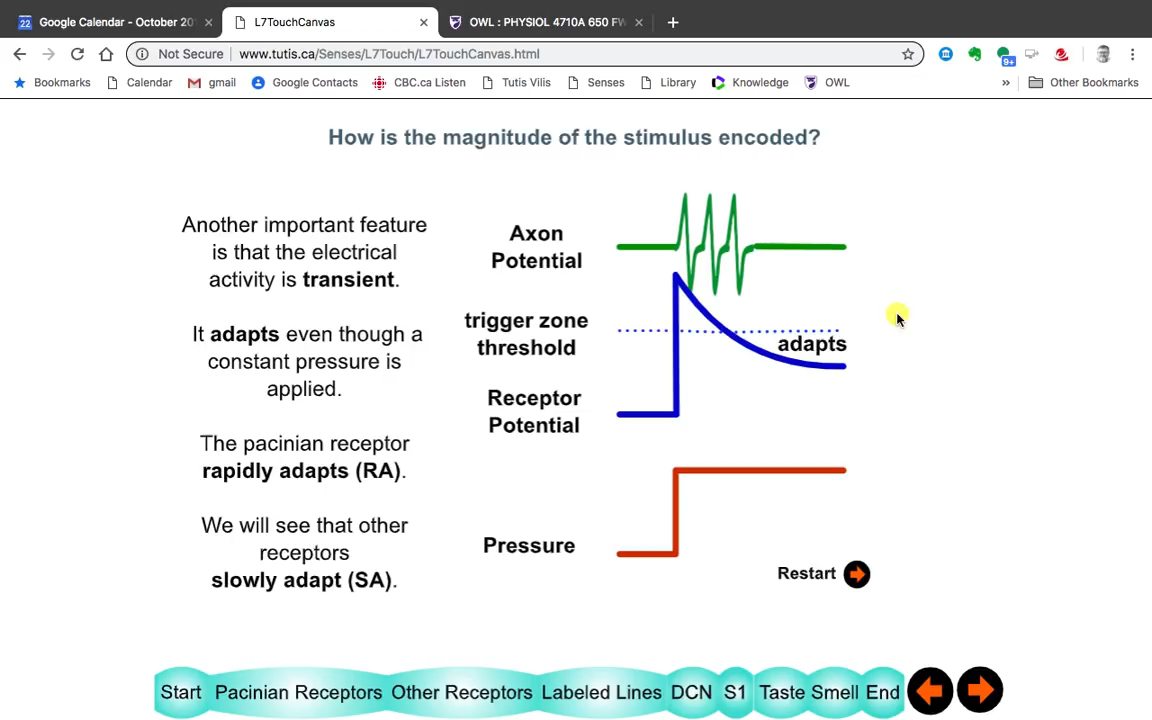 22 Google Calendar - October 20
L7TouchCanvas
OWL : PHYSIOL 4710A 650 FW
Not Secure www.tutis.ca/Senses/L7Touch/L7TouchCanvas.html
9+
Bookmarks Calendar gmail Google Contacts CBC.ca Listen Tutis Vilis Senses Library Knowledge OWL » Other Bookmarks
How is the magnitude of the stimulus encoded?
Another important feature
is that the electrical
activity is transient.
It adapts even though a
constant pressure is
applied.
The pacinian receptor
rapidly adapts (RA).
We will see that other
receptors
slowly adapt (SA).
Axon
Potential
trigger zone
threshold
adapts
Receptor
Potential
Pressure
Restart
Start Pacinian Receptors Other Receptors Labeled Lines DCN S1 Taste Smell End